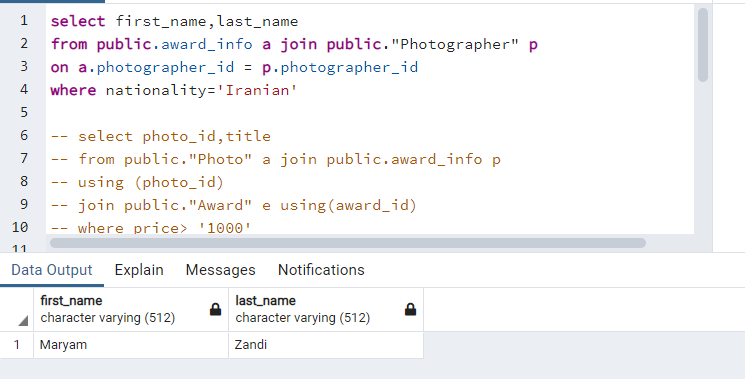 1 select first_name,last_name
2 from public.award_info a join public."Photographer" p
3 on a.photographer_id = p.photographer_id
4 where nationality='Iranian'
5
6 -- select photo_id,title
7 -- from public."Photo" a join public.award_info p
8 -- using (photo_id)
9 -- join public."Award" e using(award_id)
10 -- where price> '1000'
11
Data Output Explain Messages Notifications
first_name last_name
character varying (512) character varying (512)
1 Maryam Zandi